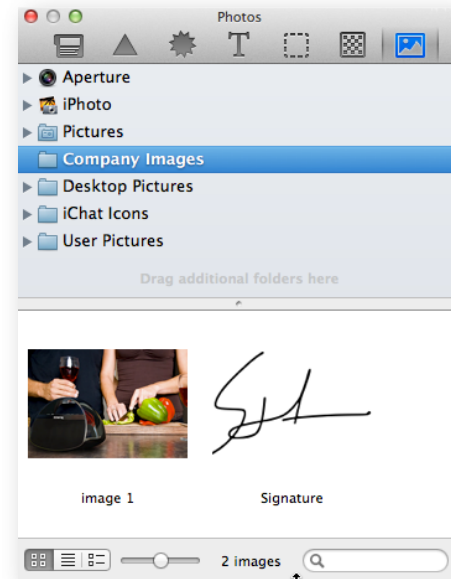 Photos
T
Aperture
iPhoto
Pictures
Company Images
Desktop Pictures
iChat Icons
User Pictures
Drag additional folders here
image 1
Signature
2 images